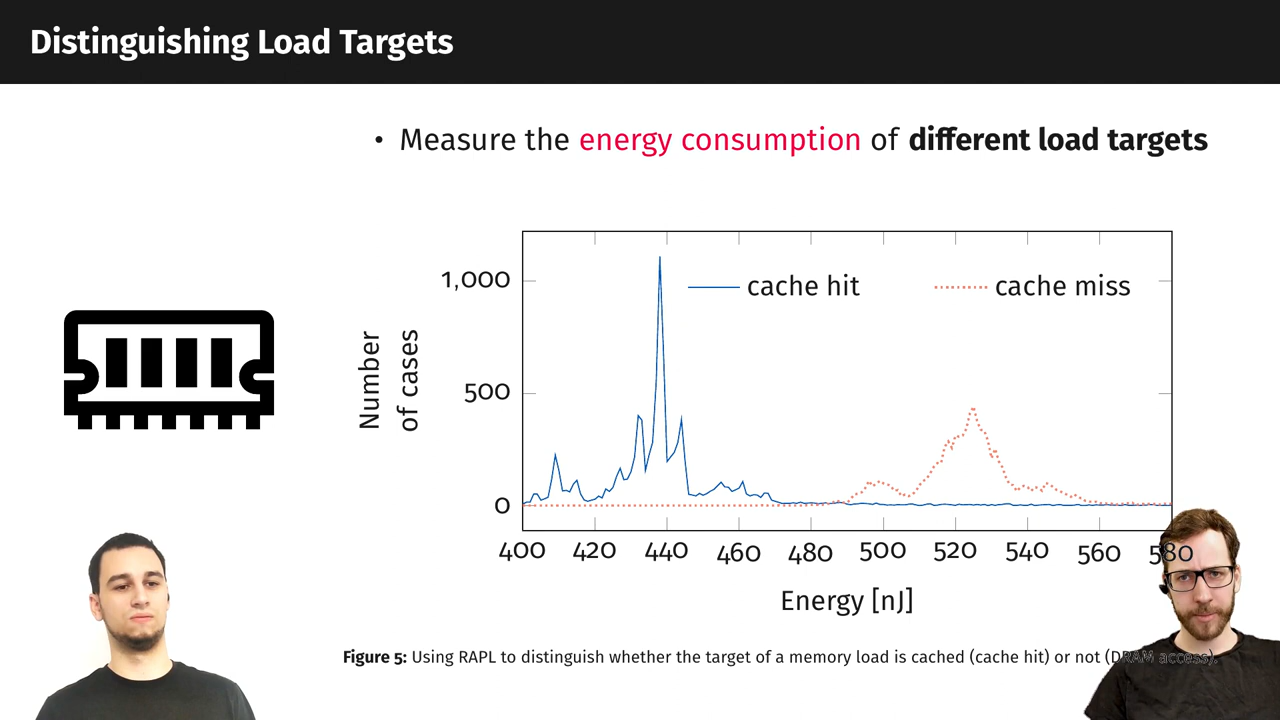 Distinguishing Load Targets
• Measure the energy consumption of different load targets
1,000
500
0
Number
of cases
cache hit
cache miss
400 420 440 460 480 500 520 540 560 580
Energy [nJ]
Figure 5: Using RAPL to distinguish whether the target of a memory load is cached (cache hit) or not (DRAM access).